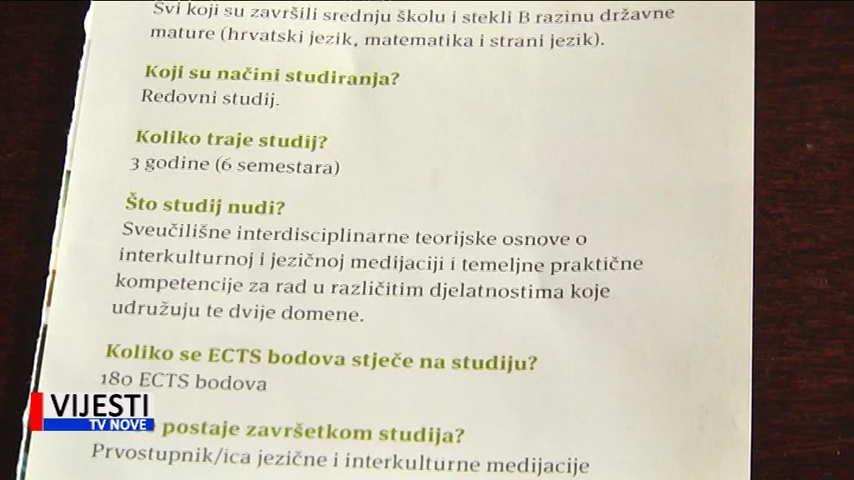 Svi koji su završili srednju školu i stekli B razinu državne
mature (hrvatski jezik, matematika i strani jezik).
Koji su načini studiranja?
Redovni studij.
Koliko traje studij?
3 godine (6 semestara)
Što studij nudi?
Sveučilišne interdisciplinarne teorijske osnove o
interkulturnoj i jezičnoj medijaciji i temeljne praktične
kompetencije za rad u različitim djelatnostima koje
udružuju te dvije domene.
Koliko se ECTS bodova stječe na studiju?
180 ECTS bodova
postaje završetkom studija?
Prvostupnik/ica jezične i interkulturne medijacije
VIJESTI
TV NOVE